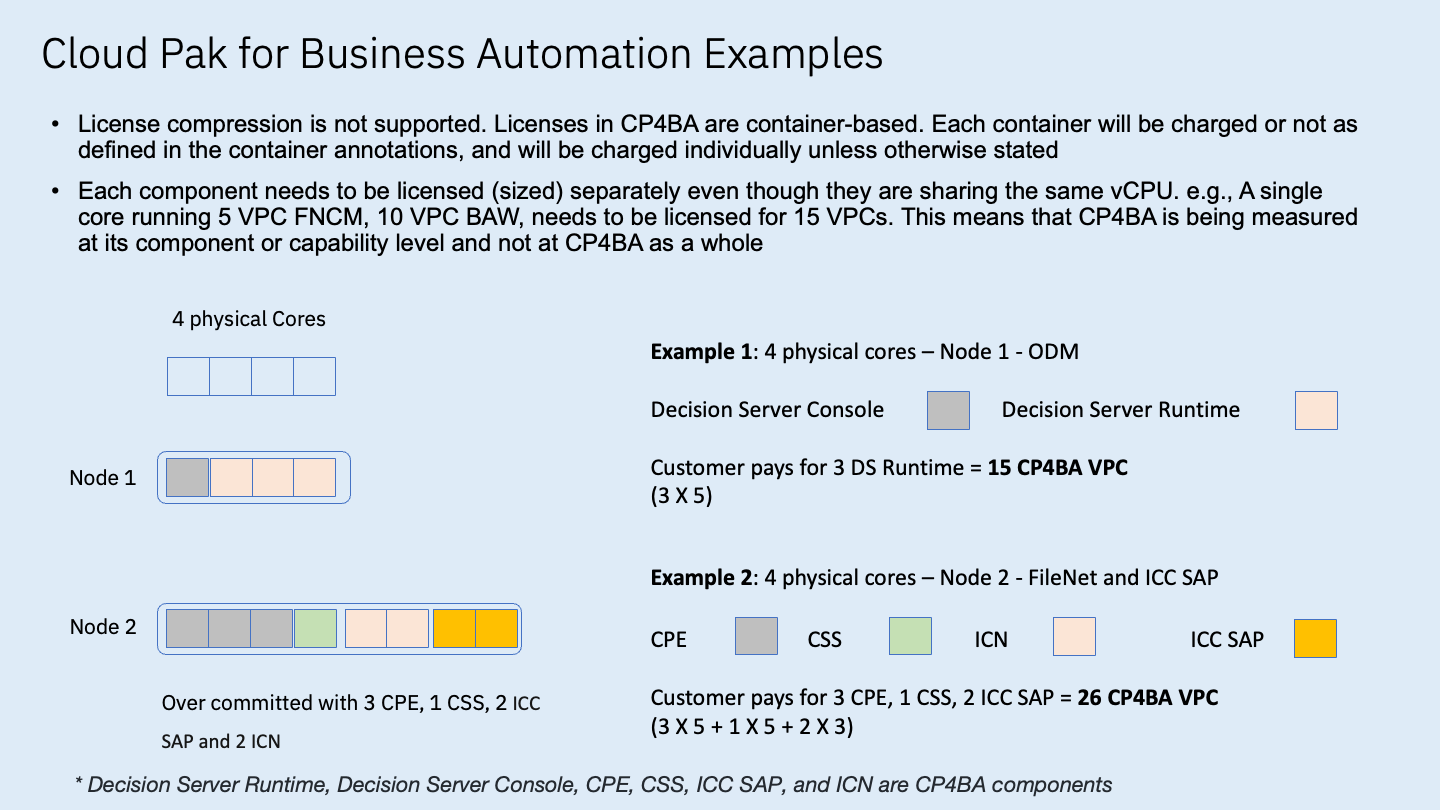 Cloud Pak for Business Automation Examples
• License compression is not supported. Licenses in CP4BA are container-based. Each container will be charged or not as
defined in the container annotations, and will be charged individually unless otherwise stated
• Each component needs to be licensed (sized) separately even though they are sharing the same vCPU. e.g., A single
core running 5 VPC FNCM, 10 VPC BAW, needs to be licensed for 15 VPCs. This means that CP4BA is being measured
at its component or capability level and not at CP4BA as a whole
4 physical Cores
Node 1
Node 2
Over committed with 3 CPE, 1 CSS, 2 ICC
SAP and 2 ICN
Example 1: 4 physical cores – Node 1 - ODM
Decision Server Console
Decision Server Runtime
Customer pays for 3 DS Runtime = 15 CP4BA VPC
(3 X 5)
Example 2: 4 physical cores – Node 2 - FileNet and ICC SAP
CPE
CSS
ICN
ICC SAP
Customer pays for 3 CPE, 1 CSS, 2 ICC SAP = 26 CP4BA VPC
(3 X 5 + 1 X 5 + 2 X 3)
* Decision Server Runtime, Decision Server Console, CPE, CSS, ICC SAP, and ICN are CP4BA components